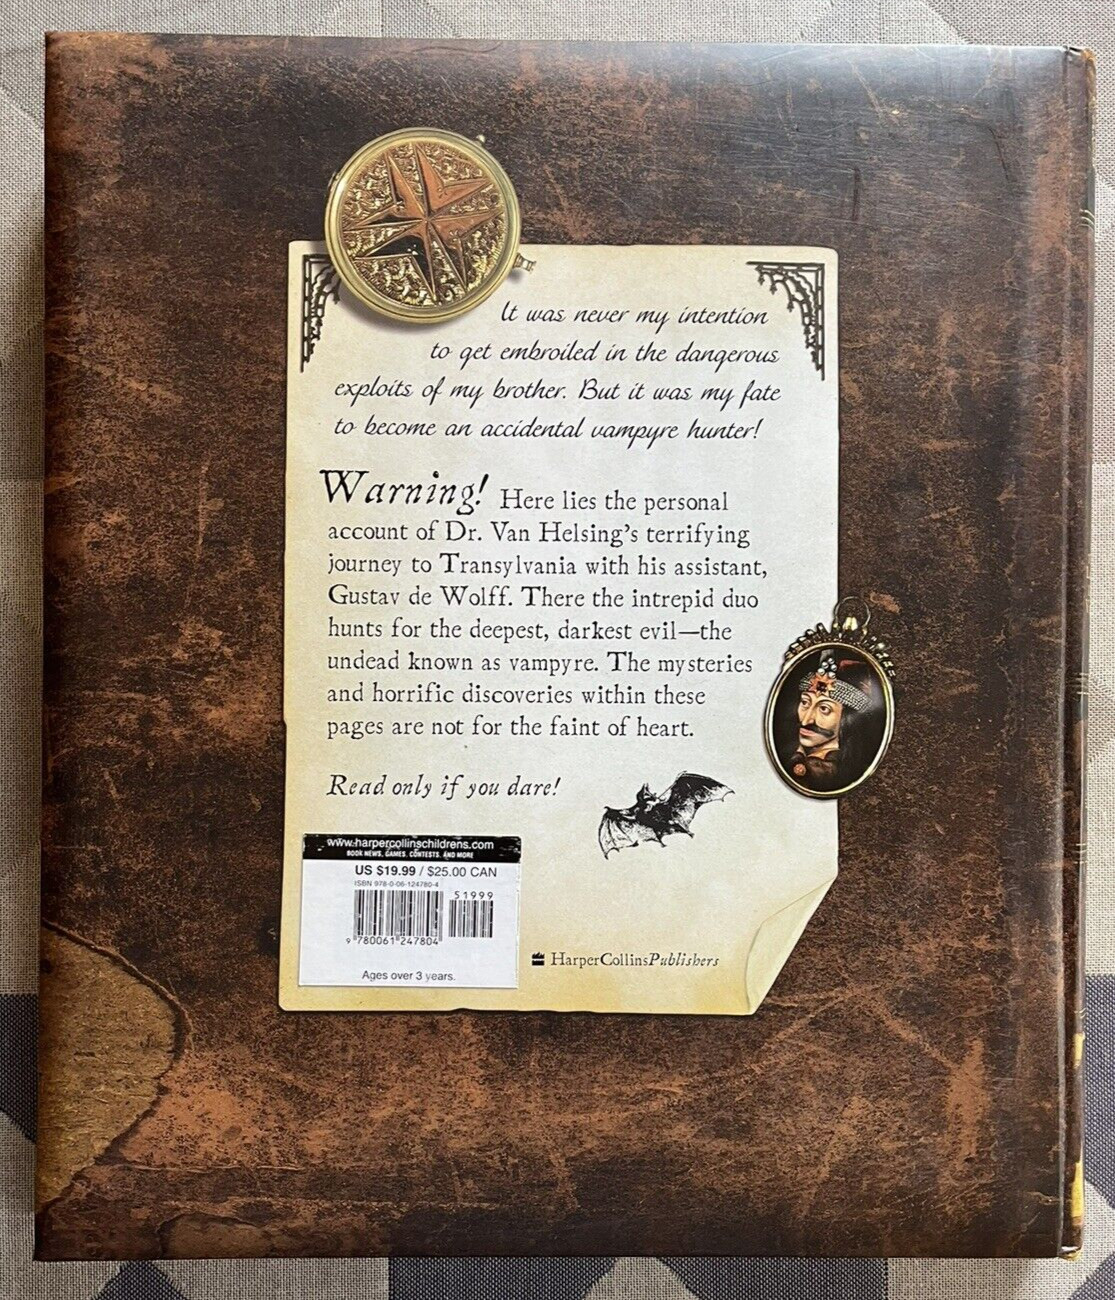 It was never my intention
to get embroiled in the dangerous
exploits of my brother. But it was my fate
to become an accidental vampyre hunter!
Warning! Here lies the personal
account of Dr. Van Helsing's terrifying
journey to Transylvania with his assistant,
Gustav de Wolff. There the intrepid duo
hunts for the deepest, darkest evil—the
undead known as vampyre. The mysteries
and horrific discoveries within these
pages are not for the faint of heart.
Read only if you dare!
www.harpercollinschildrens.com
BOOK NEWS, GAMES, CONTESTS, AND MORE
US $19.99 / $25.00 CAN
ISBN 978-0-06-124780-4
51999
9 780061 247804
Ages over 3 years.
HarperCollinsPublishers